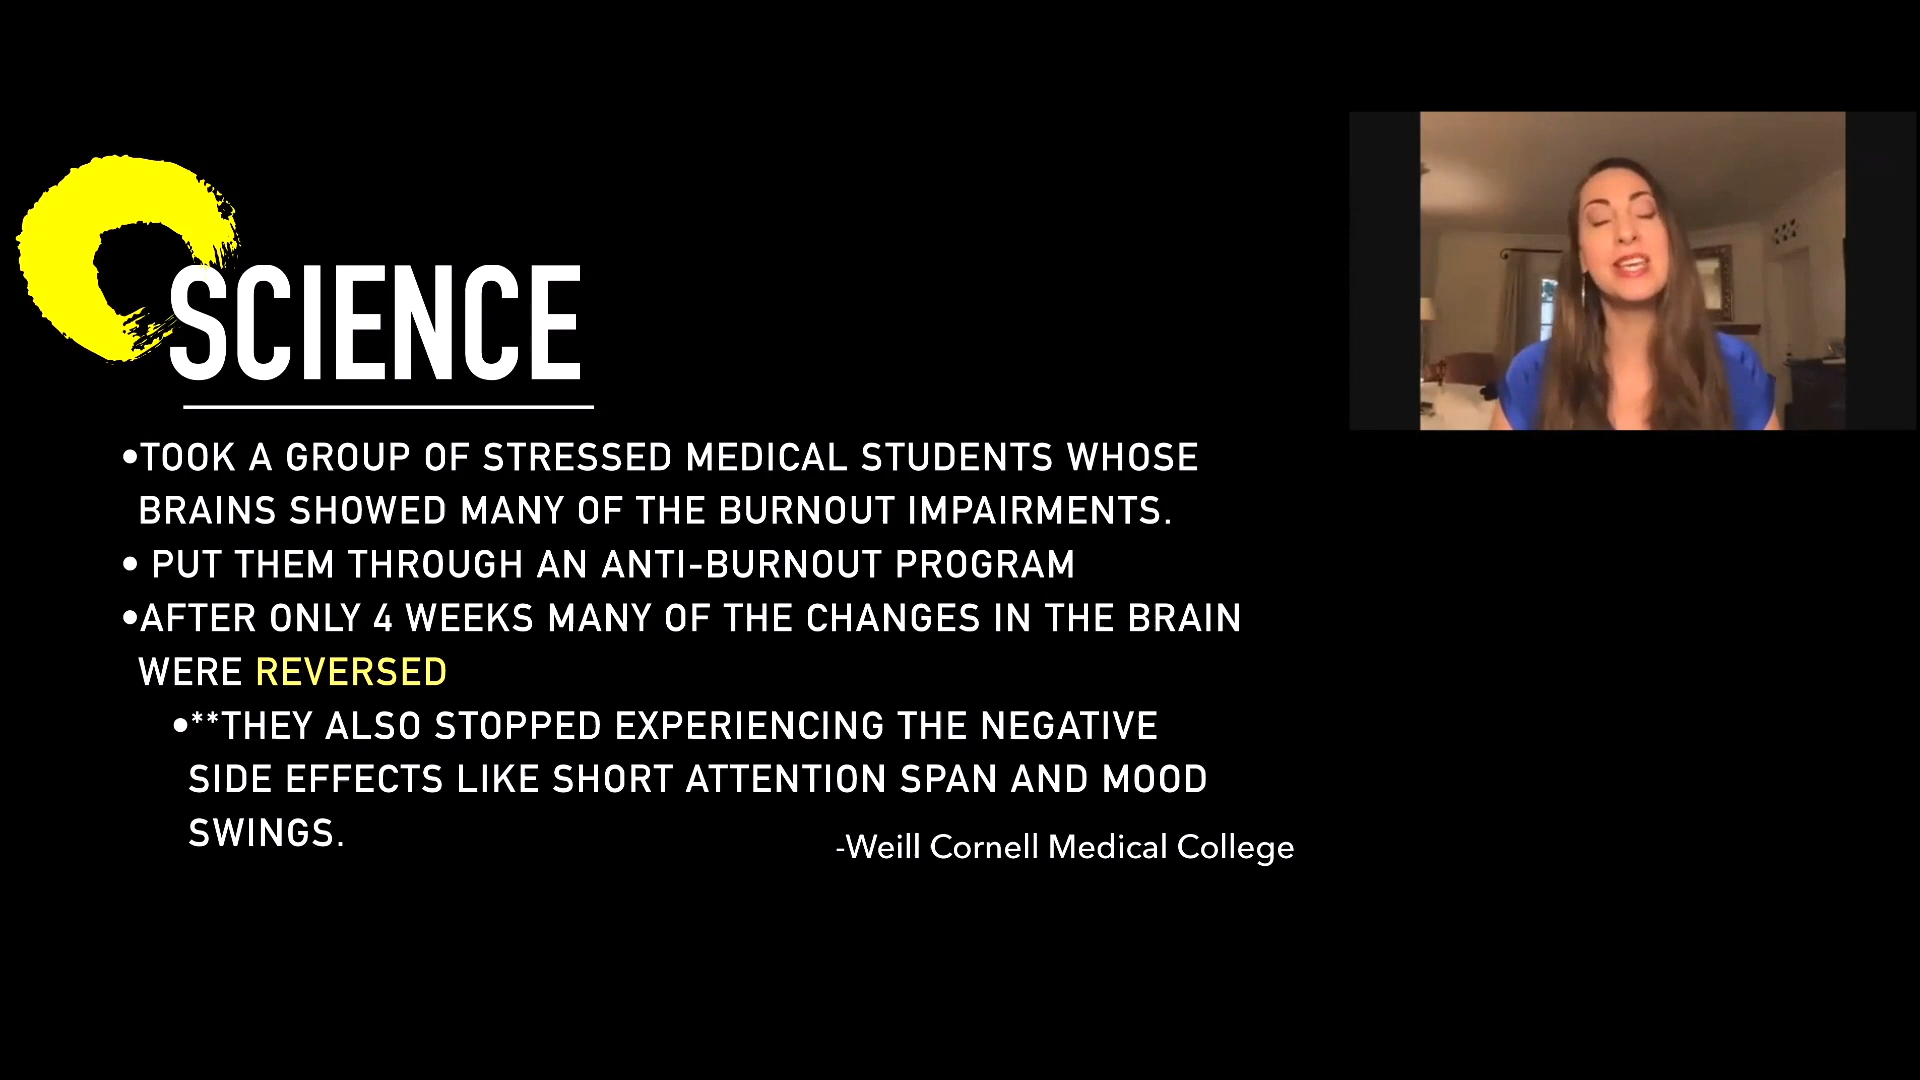 SCIENCE
•TOOK A GROUP OF STRESSED MEDICAL STUDENTS WHOSE
BRAINS SHOWED MANY OF THE BURNOUT IMPAIRMENTS.
• PUT THEM THROUGH AN ANTI-BURNOUT PROGRAM
•AFTER ONLY 4 WEEKS MANY OF THE CHANGES IN THE BRAIN
WERE REVERSED
•**THEY ALSO STOPPED EXPERIENCING THE NEGATIVE
SIDE EFFECTS LIKE SHORT ATTENTION SPAN AND MOOD
SWINGS.
-Weill Cornell Medical College